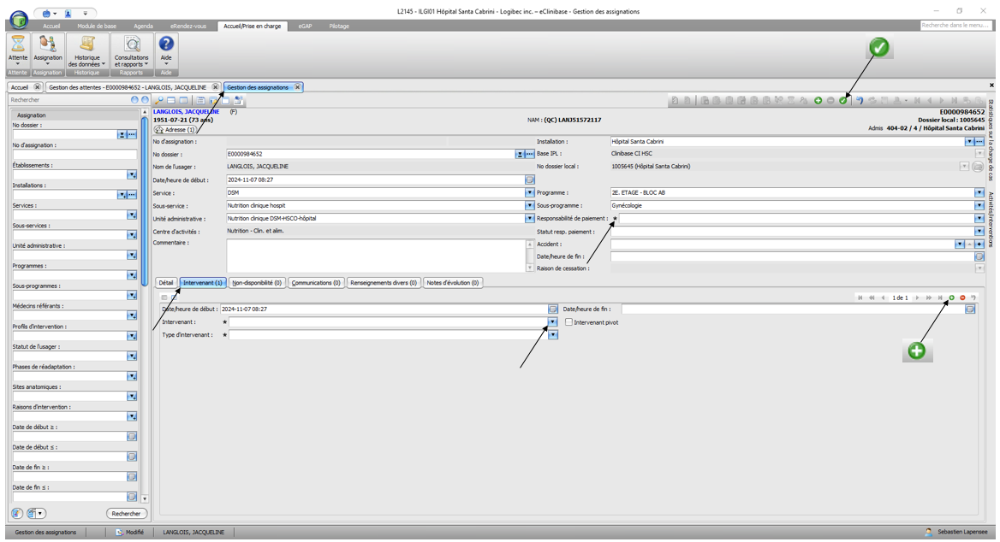 L2145 - ILGI01 Hôpital Santa Cabrini - Logibec inc. – eClinibase - Gestion des assignations
Accueil Module de base Agenda eRendez-vous Accueil/Prise en charge eGAP Pilotage Recherche dans le menu...
Attente Assignation Historique des données Consultations et rapports Aide
Attente Assignation Historique Rapports Aide
Accueil Gestion des attentes - E0000984652 - LANGLOIS, JACQUELINE Gestion des assignations
Rechercher
LANGLOIS, JACQUELINE (F) E0000984652
1951-07-21 (73 ans) NAM : (QC) LANJ51572117 Dossier local : 1005645
Adresse (1) Admis 404-02 / 4 / Hôpital Santa Cabrini
Statistiques sur la charge de cas
Activités/Interventions
Assignation
No dossier :
No d'assignation :
Établissements :
Installations :
Services :
Sous-services :
Unité administrative :
Programmes :
Sous-programmes :
Médecins référants :
Profils d'intervention :
Statut de l'usager :
Phases de réadaptation :
Sites anatomiques :
Raisons d'intervention :
Date de début ≥ :
Date de début ≤ :
Date de fin ≥ :
Date de fin ≤ :
Rechercher
No d'assignation : Installation : Hôpital Santa Cabrini
No dossier : E0000984652 Base IPL : Clinibase CI HSC
Nom de l'usager : LANGLOIS, JACQUELINE No dossier local : 1005645 (Hôpital Santa Cabrini)
Date/heure de début : 2024-11-07 08:27
Service : DSM Programme : 2E. ETAGE - BLOC AB
Sous-service : Nutrition clinique hospit Sous-programme : Gynécologie
Unité administrative : Nutrition clinique DSM-HSCO-hôpital Responsabilité de paiement : *
Centre d'activités : Nutrition - Clin. et alim. Statut resp. paiement :
Commentaire : Accident :
Date/heure de fin :
Raison de cessation :
Détail Intervenant (1) Non-disponibilité (0) Communications (0) Renseignements divers (0) Notes d'évolution (0)
1 de 1
Date/heure de début : 2024-11-07 08:27 Date/heure de fin :
Intervenant : * Intervenant pivot
Type d'intervenant : *
Gestion des assignations Modifié LANGLOIS, JACQUELINE Sebastien Lapensee